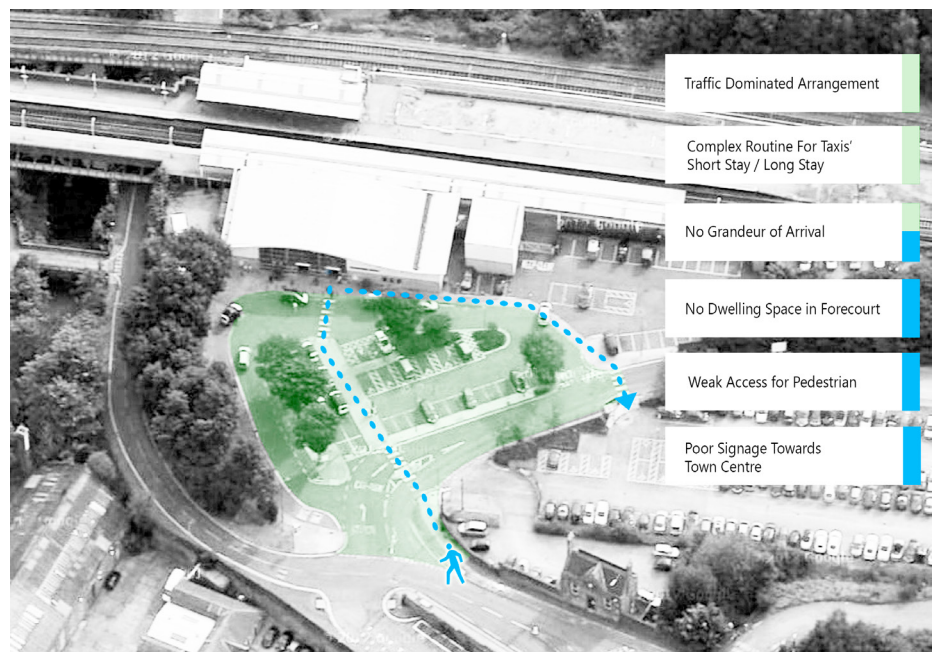 Traffic Dominated Arrangement
Complex Routine For Taxis'
Short Stay / Long Stay
No Grandeur of Arrival
No Dwelling Space in Forecourt
Weak Access for Pedestrian
Poor Signage Towards
Town Centre